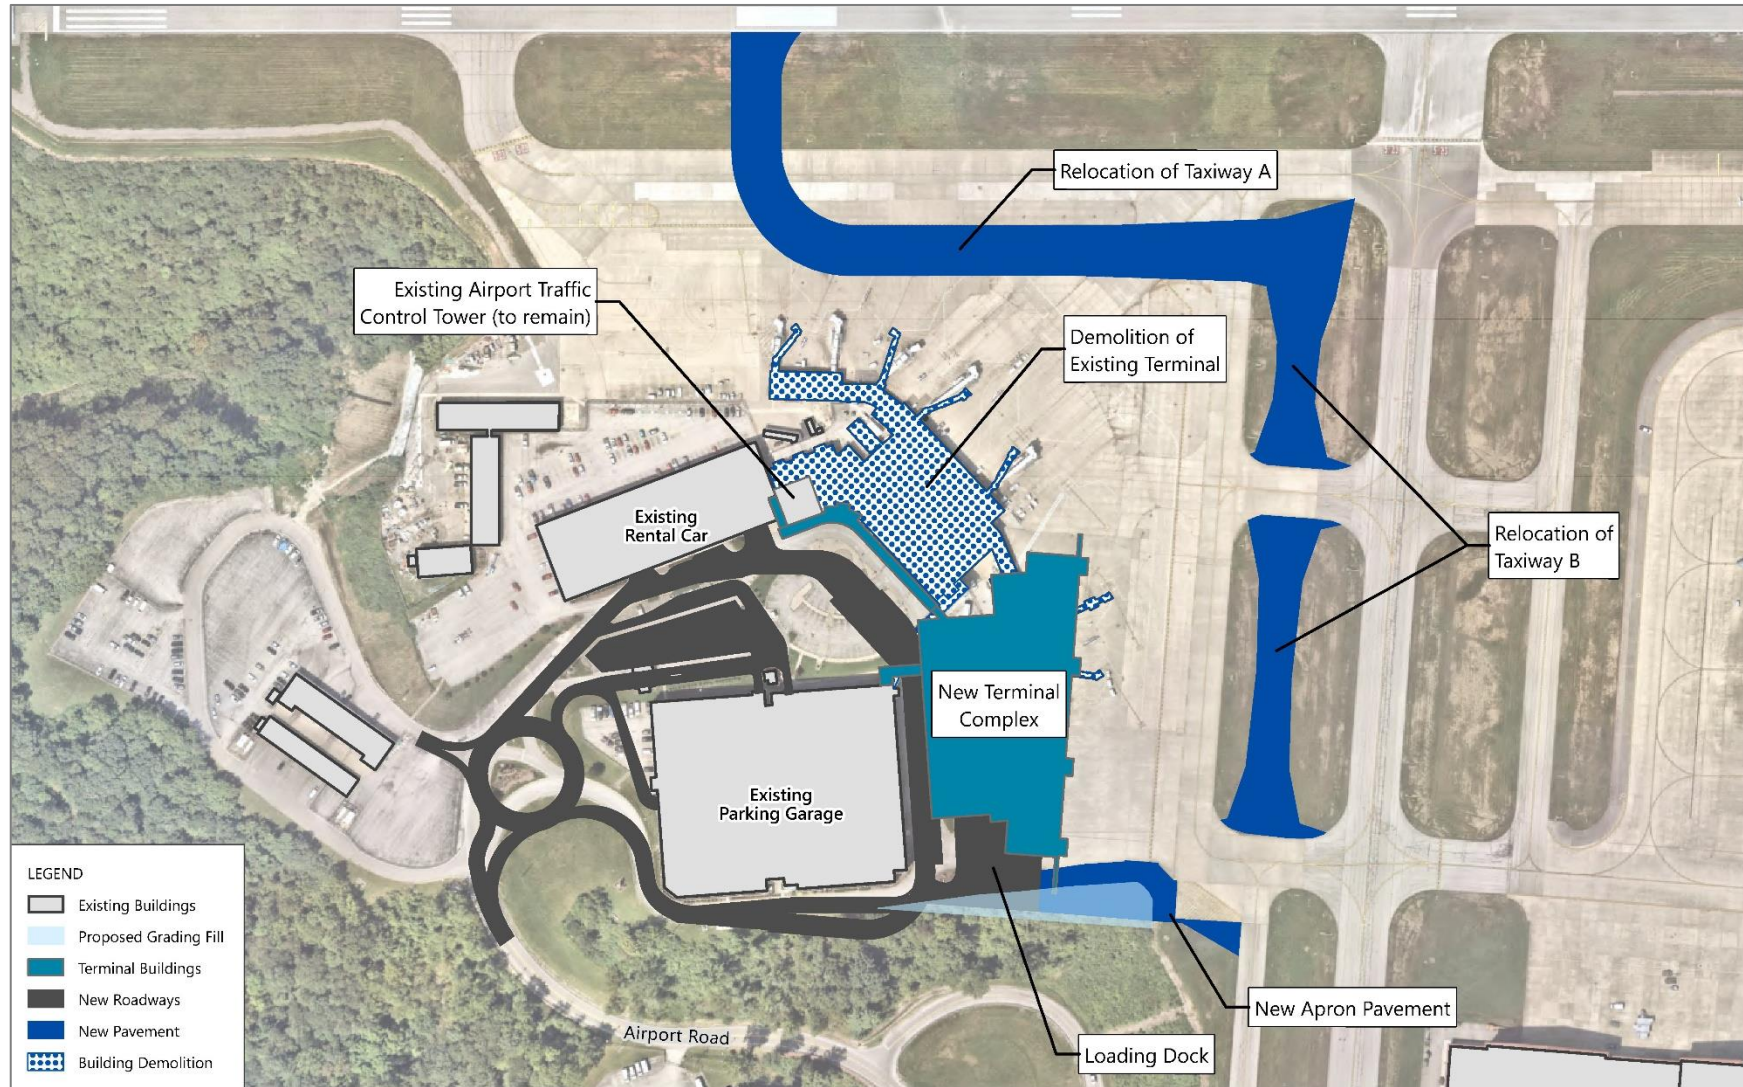 Relocation of Taxiway A
Existing Airport Traffic
Control Tower (to remain)
Demolition of
Existing Terminal
Existing
Rental Car
Relocation of
Taxiway B
New Terminal
Complex
Existing
Parking Garage
LEGEND
Existing Buildings
Proposed Grading Fill
Terminal Buildings
New Roadways
New Pavement
Building Demolition
New Apron Pavement
Airport Road
Loading Dock